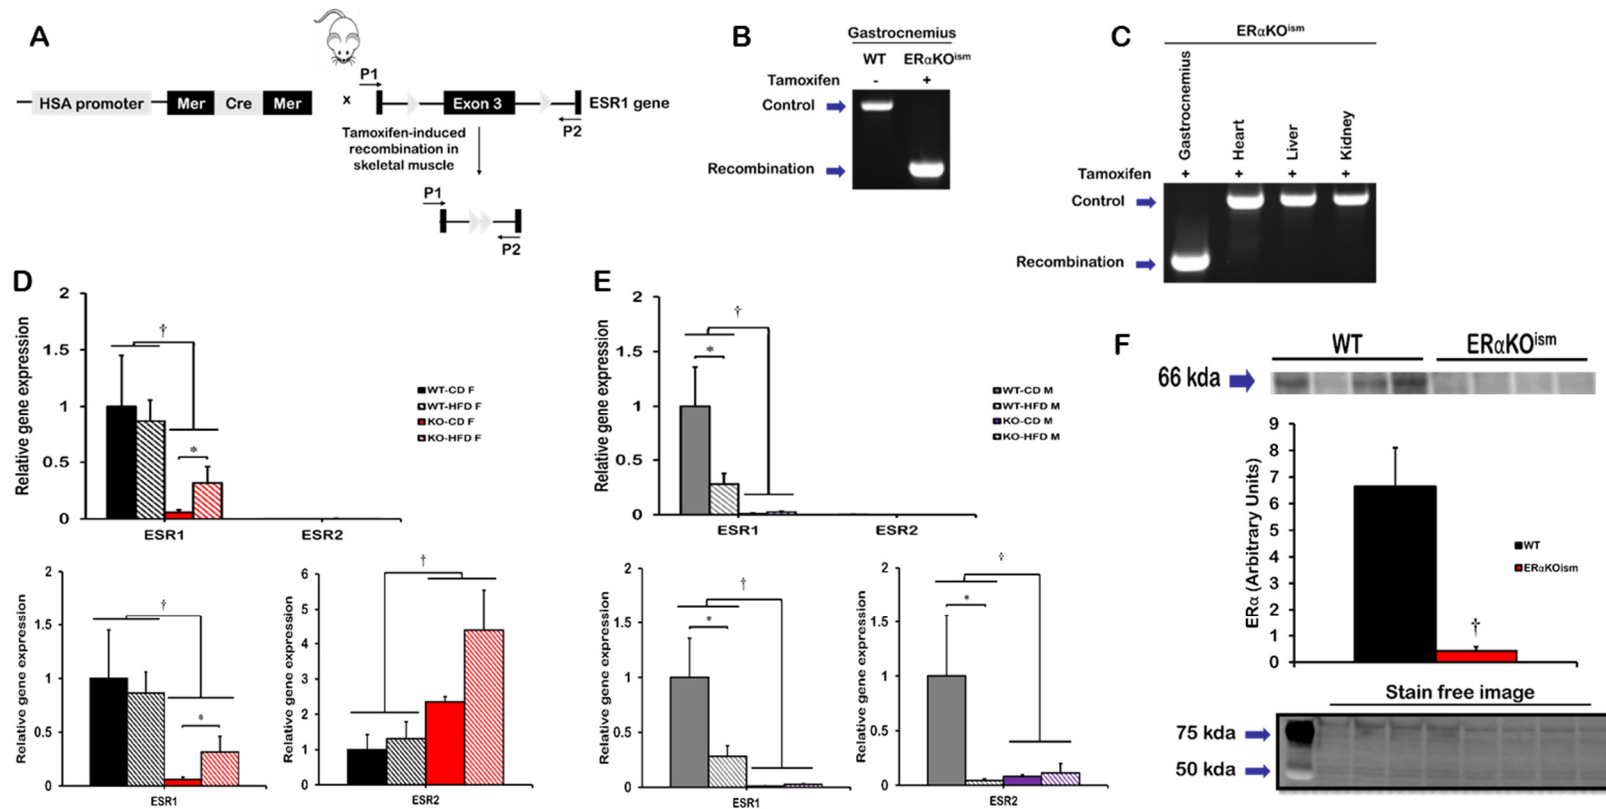 A
HSA promoter
Mer
Cre
Mer
x
P1
Exon 3
P2
ESR1 gene
Tamoxifen-induced
recombination in
skeletal muscle
P1
P2
B
Gastrocnemius
WT
ERαKOism
Tamoxifen
-
+
Control
Recombination
C
ERαKOism
Gastrocnemius
Heart
Liver
Kidney
Tamoxifen
+
+
+
+
Control
Recombination
D
Relative gene expression
2
1.5
1
0.5
0
†
*
ESR1
ESR2
WT-CD F
WT-HFD F
KO-CD F
KO-HFD F
Relative gene expression
2
1.5
1
0.5
0
†
*
ESR1
Relative gene expression
6
5
4
3
2
1
0
†
ESR2
E
Relative gene expression
2
1.5
1
0.5
0
†
*
ESR1
ESR2
WT-CD M
WT-HFD M
KO-CD M
KO-HFD M
Relative gene expression
2
1.5
1
0.5
0
†
*
ESR1
Relative gene expression
2
1.5
1
0.5
0
†
*
ESR2
F
WT
ERαKOism
66 kda
ERα (Arbitrary Units)
9
8
7
6
5
4
3
2
1
0
†
WT
ERαKOism
Stain free image
75 kda
50 kda